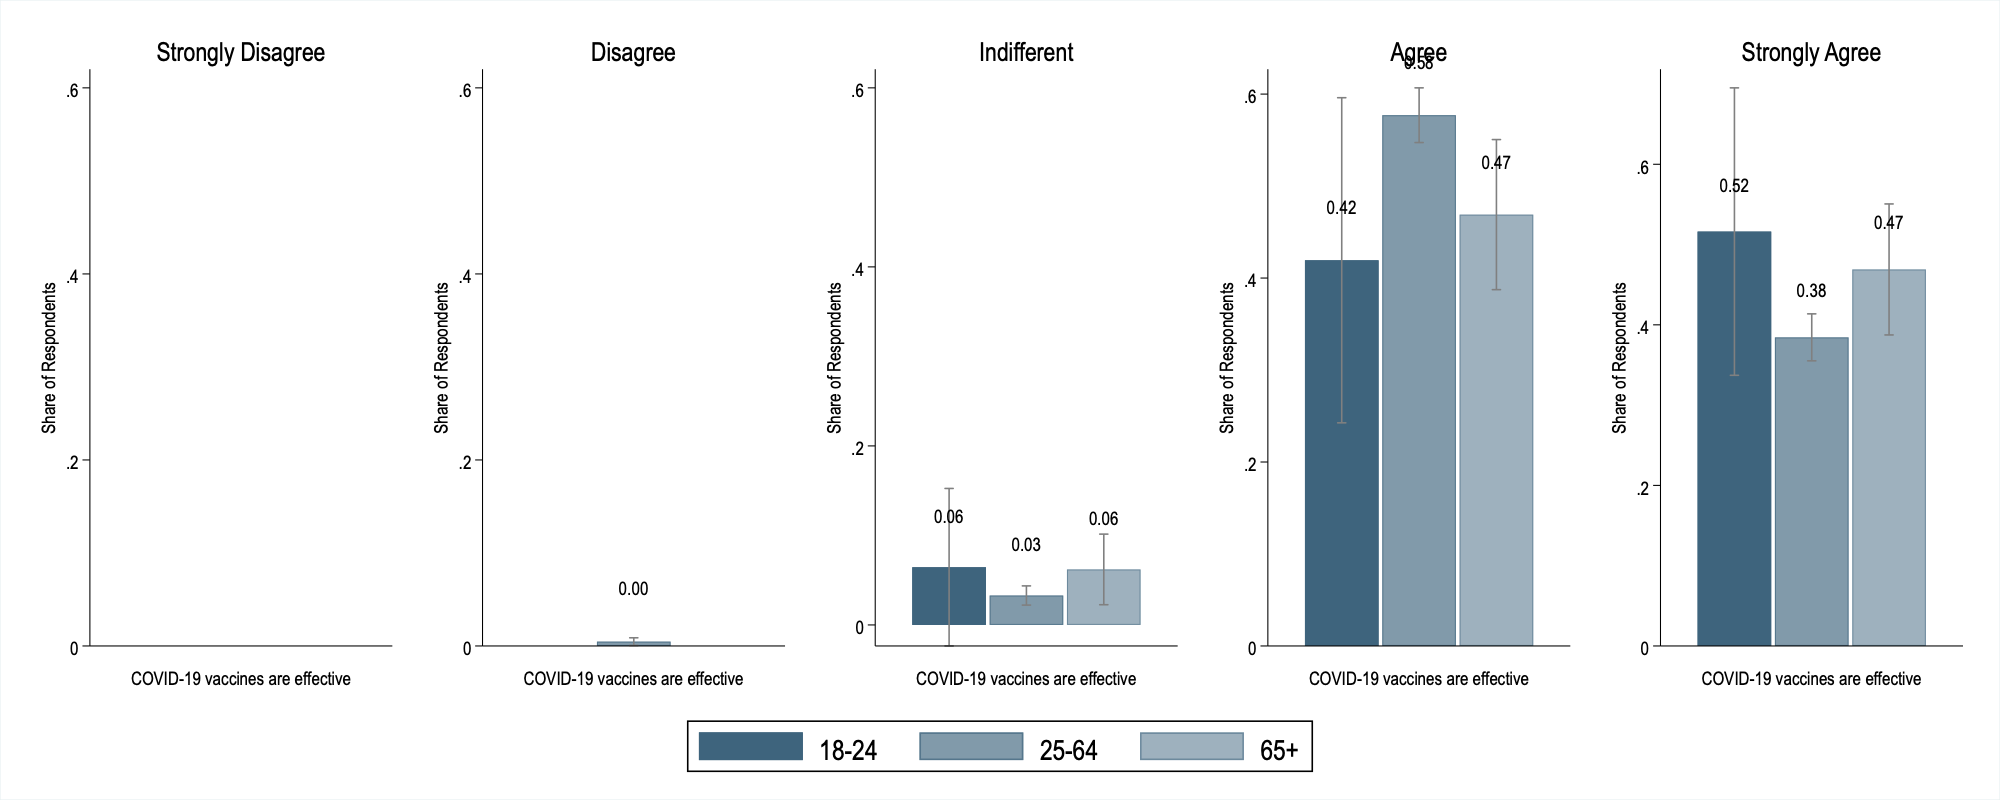 Strongly Disagree
Share of Respondents
.6
.4
.2
0
COVID-19 vaccines are effective
Disagree
Share of Respondents
.6
.4
.2
0
0.00
COVID-19 vaccines are effective
Indifferent
Share of Respondents
.6
.4
.2
0
0.06
0.03
0.06
COVID-19 vaccines are effective
Agree
Share of Respondents
.6
.4
.2
0
0.42
0.58
0.47
COVID-19 vaccines are effective
Strongly Agree
Share of Respondents
.6
.4
.2
0
0.52
0.38
0.47
COVID-19 vaccines are effective
18-24
25-64
65+